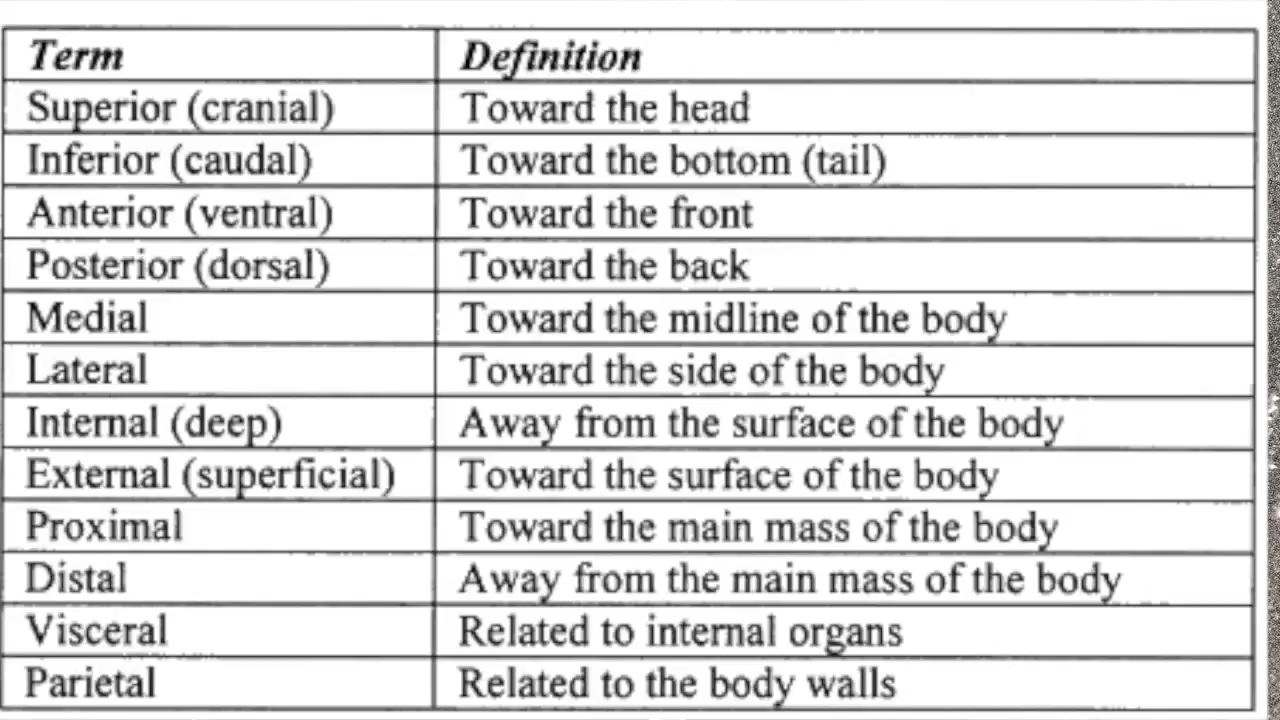 Term Definition
Superior (cranial) Toward the head
Inferior (caudal) Toward the bottom (tail)
Anterior (ventral) Toward the front
Posterior (dorsal) Toward the back
Medial Toward the midline of the body
Lateral Toward the side of the body
Internal (deep) Away from the surface of the body
External (superficial) Toward the surface of the body
Proximal Toward the main mass of the body
Distal Away from the main mass of the body
Visceral Related to internal organs
Parietal Related to the body walls